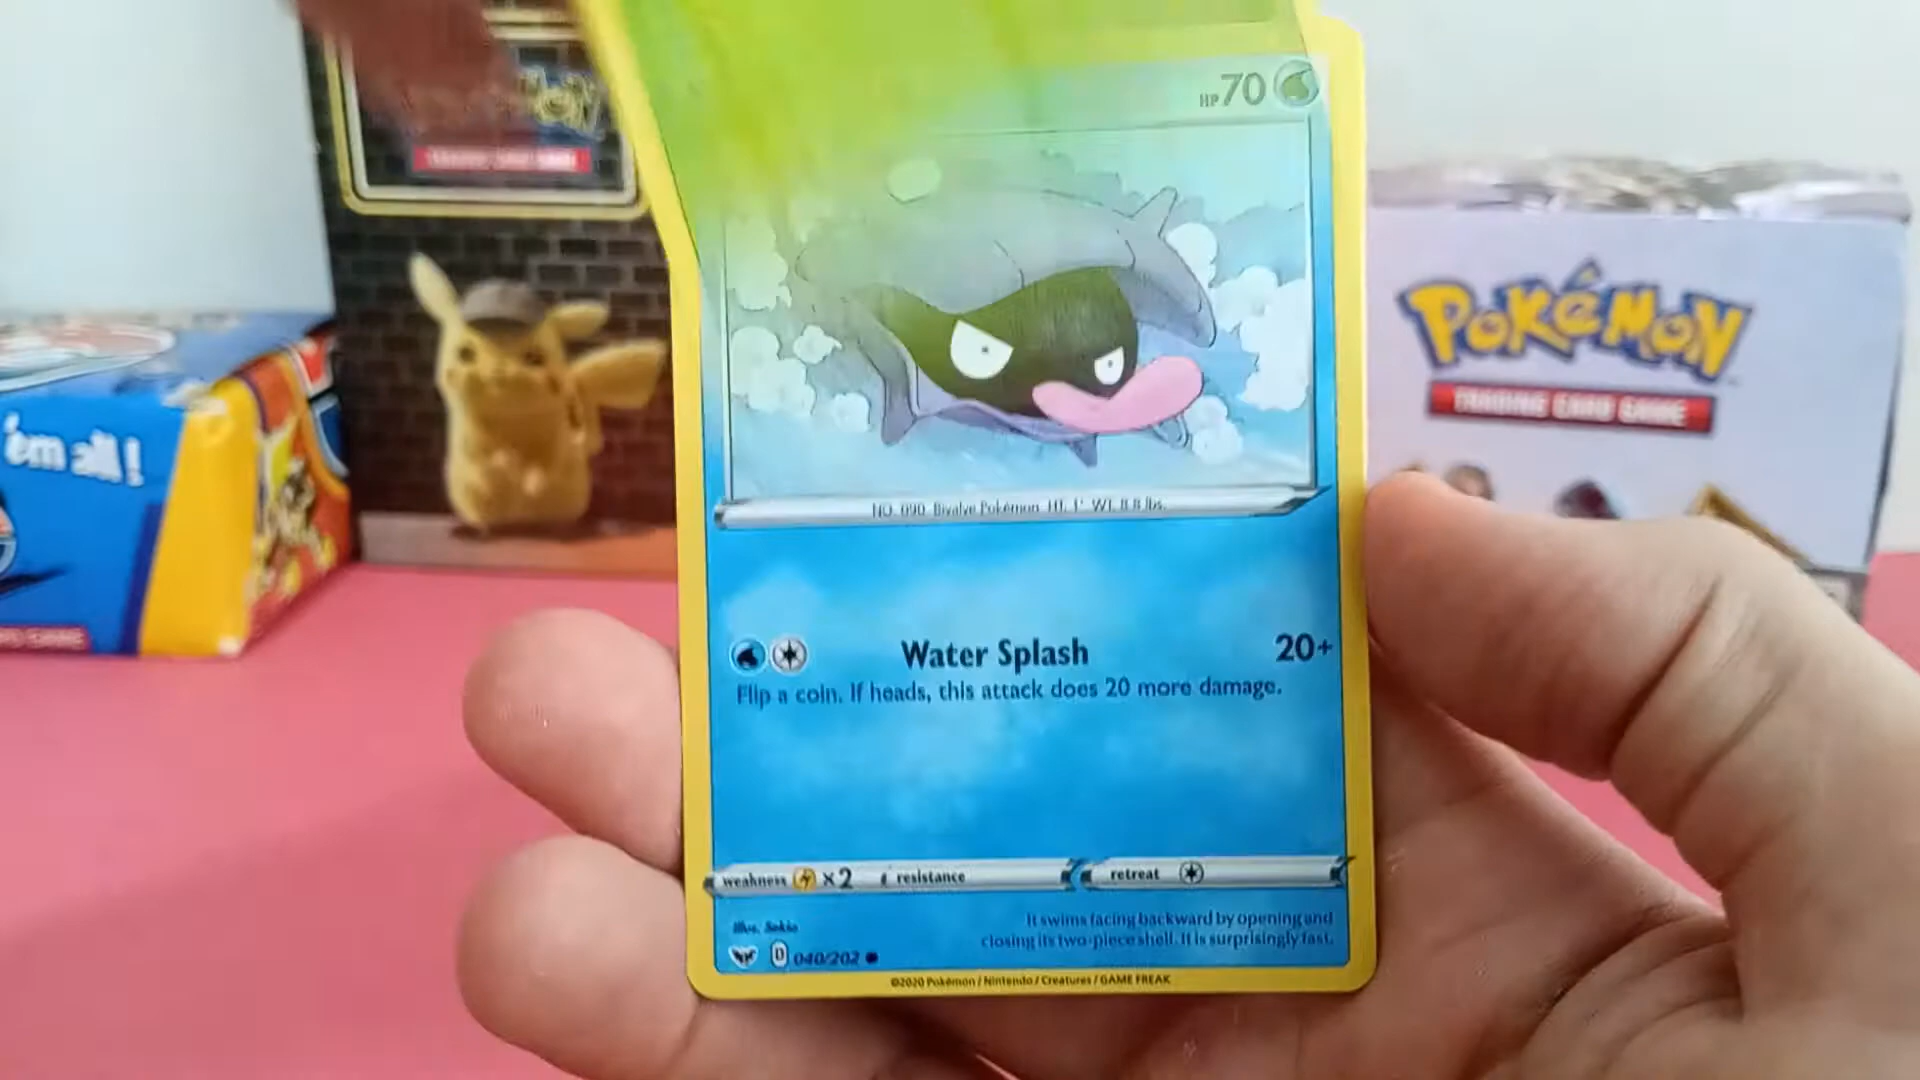 HP 70
POKéMON
TRADING CARD GAME
'em all!
NO. 090 Bivalve Pokémon HT. 1' WT. 8.8 lbs.
Water Splash 20+
Flip a coin. If heads, this attack does 20 more damage.
weakness ×2 resistance retreat
Illus. Sekio
D 040/202
It swims facing backward by opening and
closing its two-piece shell. It is surprisingly fast.
©2020 Pokémon / Nintendo / Creatures / GAME FREAK